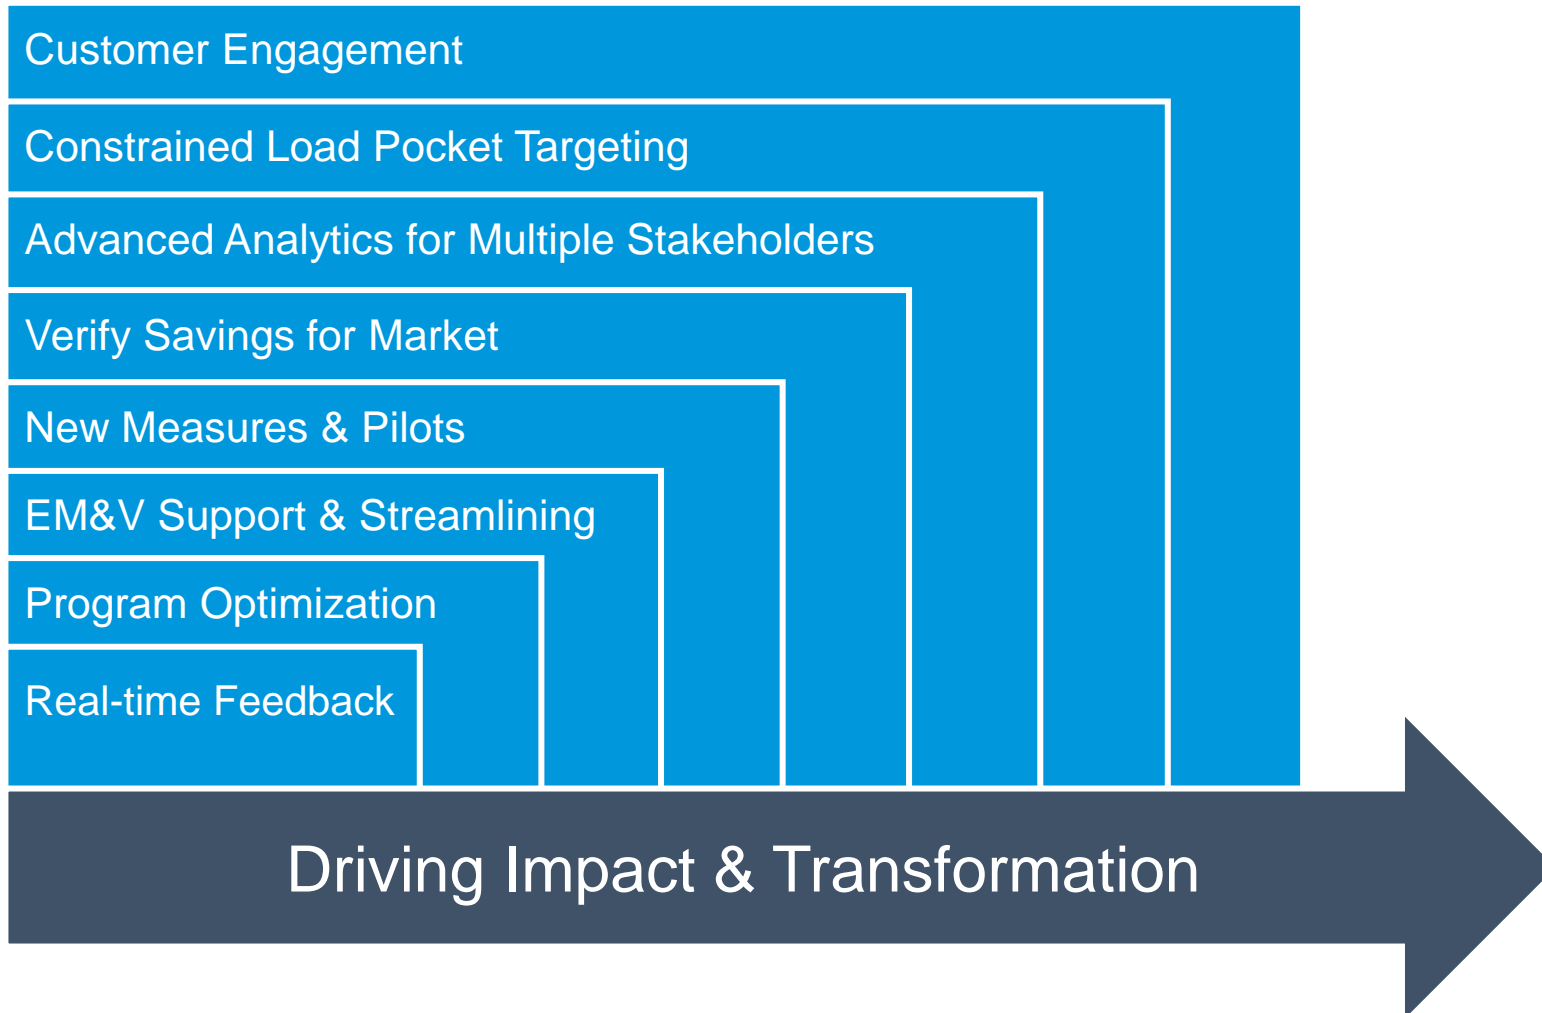 Customer Engagement
Constrained Load Pocket Targeting
Advanced Analytics for Multiple Stakeholders
Verify Savings for Market
New Measures & Pilots
EM&V Support & Streamlining
Program Optimization
Real-time Feedback
Driving Impact & Transformation